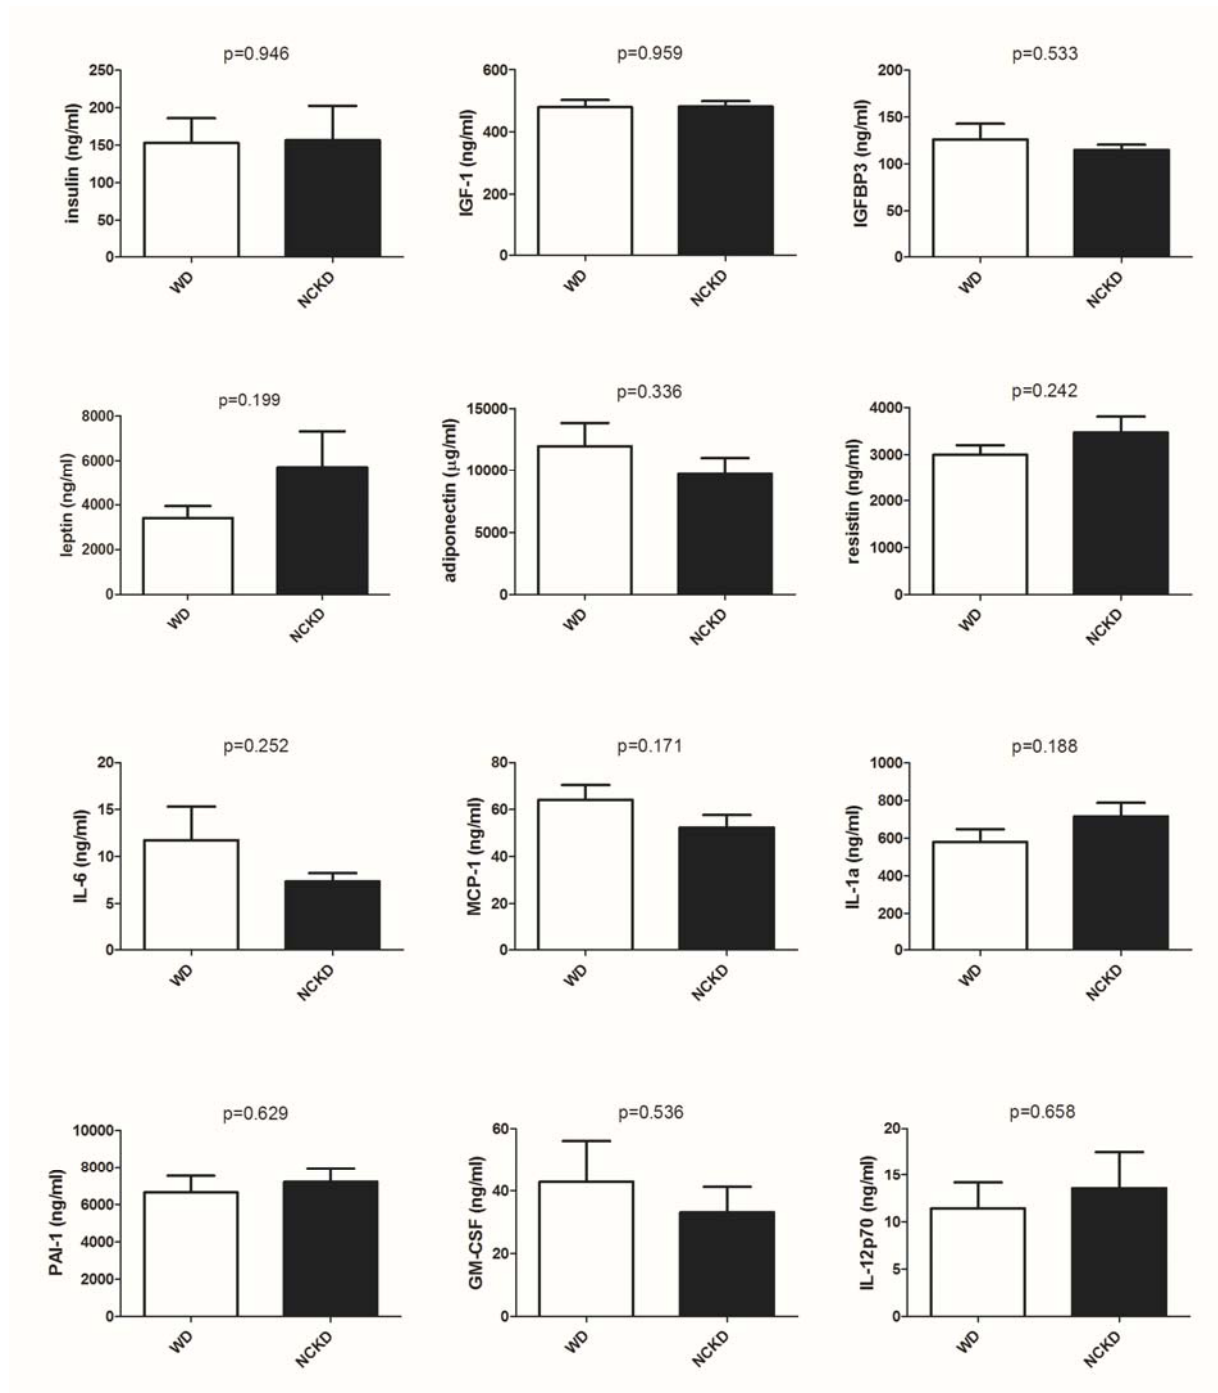 p=0.946
250
200
150
100
50
0
insulin (ng/ml)
WD
NCKD
p=0.959
600
400
200
0
IGF-1 (ng/ml)
WD
NCKD
p=0.533
200
150
100
50
0
IGFBP3 (ng/ml)
WD
NCKD
p=0.199
8000
6000
4000
2000
0
leptin (ng/ml)
WD
NCKD
p=0.336
15000
10000
5000
0
adiponectin (μg/ml)
WD
NCKD
p=0.242
4000
3000
2000
1000
0
resistin (ng/ml)
WD
NCKD
p=0.252
20
15
10
5
0
IL-6 (ng/ml)
WD
NCKD
p=0.171
80
60
40
20
0
MCP-1 (ng/ml)
WD
NCKD
p=0.188
1000
800
600
400
200
0
IL-1a (ng/ml)
WD
NCKD
p=0.629
10000
8000
6000
4000
2000
0
PAI-1 (ng/ml)
WD
NCKD
p=0.536
60
40
20
0
GM-CSF (ng/ml)
WD
NCKD
p=0.658
20
15
10
5
0
IL-12p70 (ng/ml)
WD
NCKD